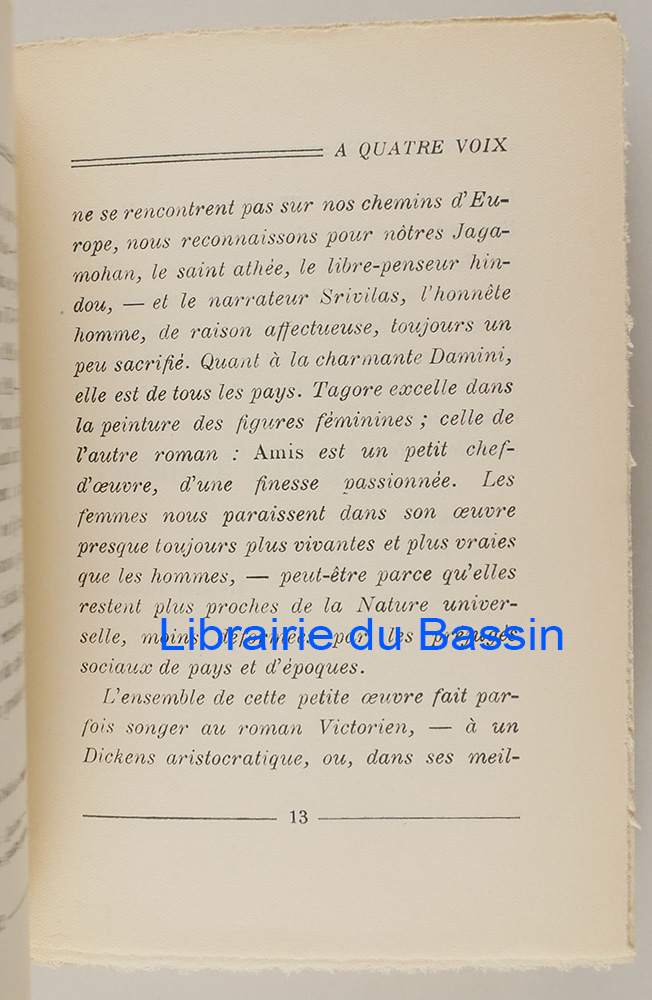 A QUATRE VOIX
ne se rencontrent pas sur nos chemins d'Eu-
rope, nous reconnaissons pour nôtres Jaga-
mohan, le saint athée, le libre-penseur hin-
dou, — et le narrateur Srivilas, l'honnête
homme, de raison affectueuse, toujours un
peu sacrifié. Quant à la charmante Damini,
elle est de tous les pays. Tagore excelle dans
la peinture des figures féminines ; celle de
l'autre roman : Amis est un petit chef-
d'œuvre, d'une finesse passionnée. Les
femmes nous paraissent dans son œuvre
presque toujours plus vivantes et plus vraies
que les hommes, — peut-être parce qu'elles
restent plus proches de la Nature univer-
selle, moins déformées par les préjugés
Librairie du Bassin
sociaux de pays et d'époques.
L'ensemble de cette petite œuvre fait par-
fois songer au roman Victorien, — à un
Dickens aristocratique, ou, dans ses meil-
13